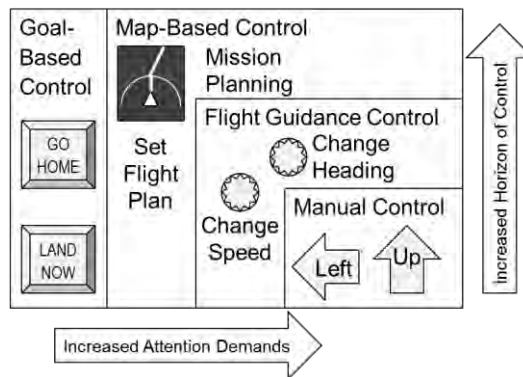 Goal-
Based
Control
GO
HOME
LAND
NOW
Map-Based Control
Mission
Planning
Set
Flight
Plan
Flight Guidance Control
Change
Heading
Change
Speed
Manual Control
Left
Up
Increased Attention Demands
Increased Horizon of Control